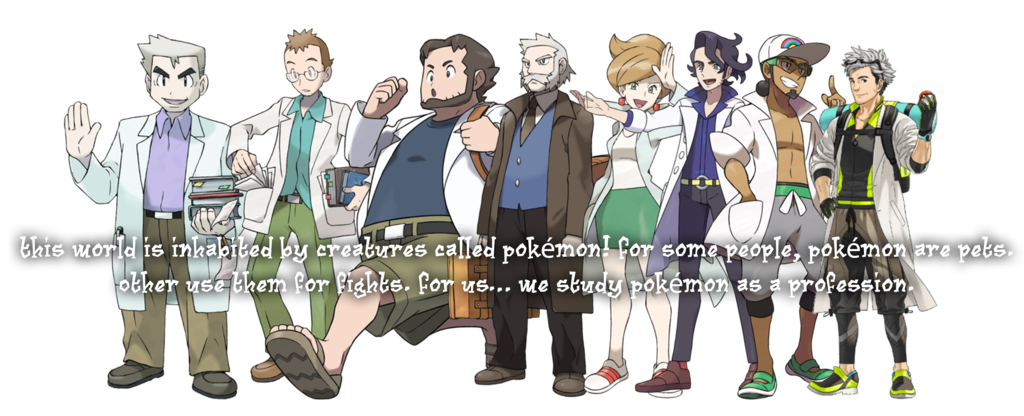 this world is inhabited by creatures called pokémon! for some people, pokémon are pets.
other use them for fights. for us... we study pokémon as a profession.